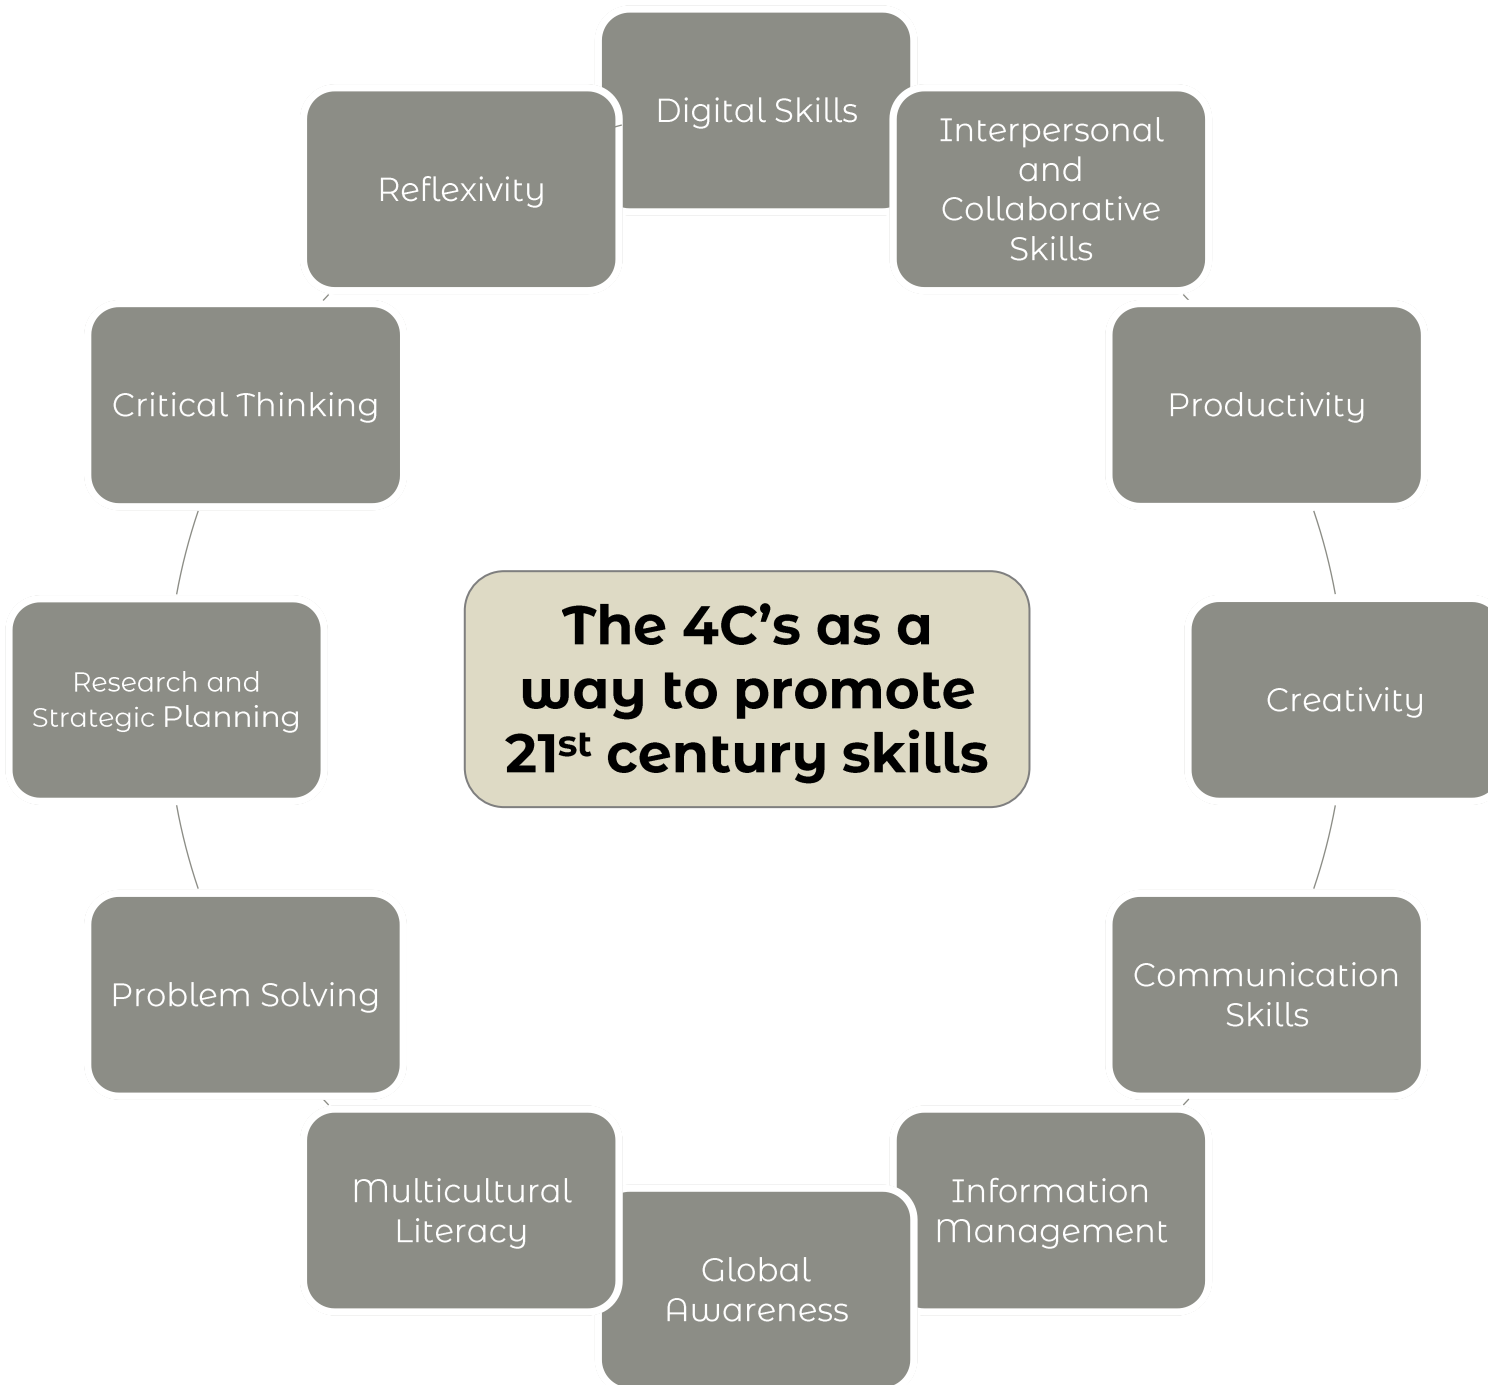 Digital Skills
Interpersonal
and
Collaborative
Skills
Productivity
Creativity
Communication
Skills
Information
Management
Global
Awareness
Multicultural
Literacy
Problem Solving
Research and
Strategic Planning
Critical Thinking
Reflexivity
The 4C’s as a
way to promote
21st century skills